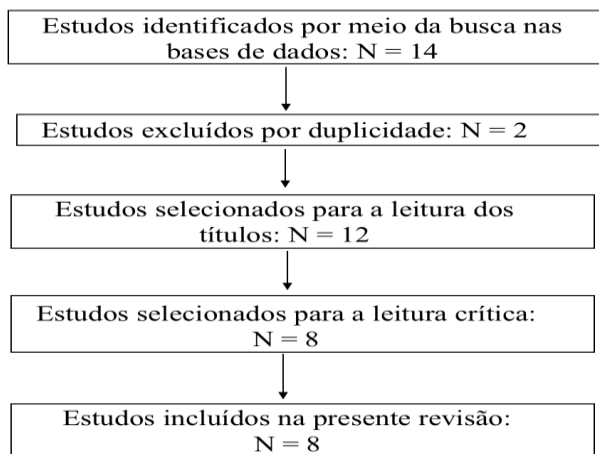 Estudos identificados por meio da busca nas
bases de dados: N = 14
Estudos excluídos por duplicidade: N = 2
Estudos selecionados para a leitura dos
títulos: N = 12
Estudos selecionados para a leitura crítica:
N = 8
Estudos incluídos na presente revisão:
N = 8